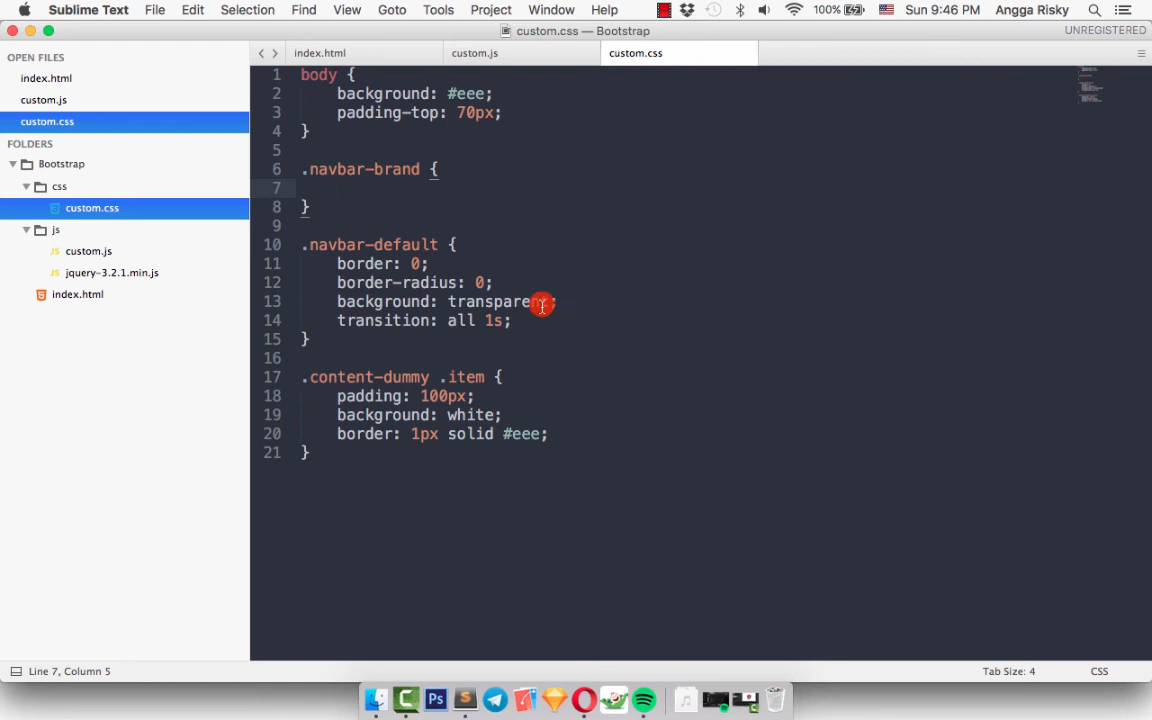 Sublime Text File Edit Selection Find View Goto Tools Project Window Help 100% Sun 9:46 PM Angga Risky
custom.css — Bootstrap UNREGISTERED
OPEN FILES
index.html
custom.js
custom.css
FOLDERS
Bootstrap
css
custom.css
js
custom.js
jquery-3.2.1.min.js
index.html
index.html custom.js custom.css
1 body {
2 background: #eee;
3 padding-top: 70px;
4 }
5
6 .navbar-brand {
7
8 }
9
10 .navbar-default {
11 border: 0;
12 border-radius: 0;
13 background: transparent;
14 transition: all 1s;
15 }
16
17 .content-dummy .item {
18 padding: 100px;
19 background: white;
20 border: 1px solid #eee;
21 }
Line 7, Column 5 Tab Size: 4 CSS
JS
JS
Ps